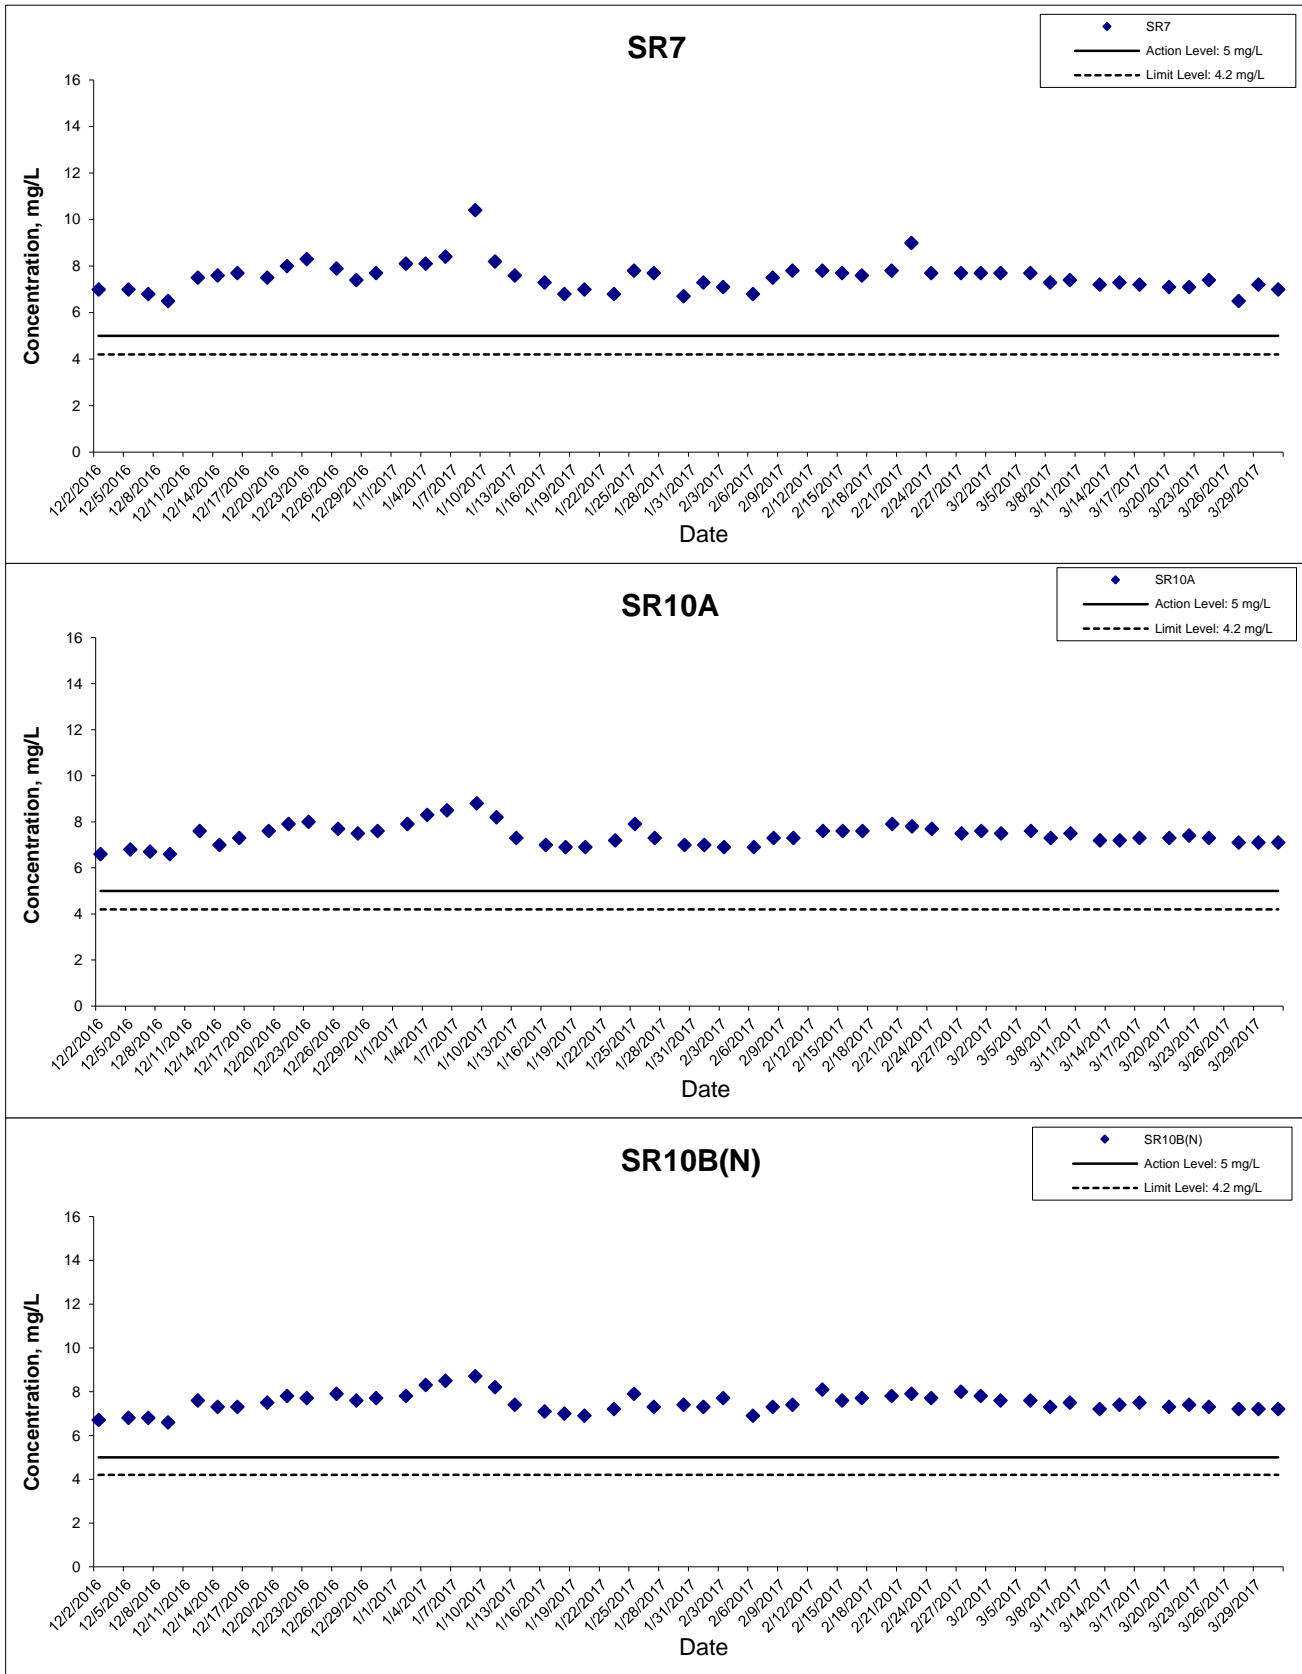 SR7
SR7
Action Level: 5 mg/L
Limit Level: 4.2 mg/L
Concentration, mg/L
16
14
12
10
8
6
4
2
0
12/2/2016 12/5/2016 12/8/2016 12/11/2016 12/14/2016 12/17/2016 12/20/2016 12/23/2016 12/26/2016 12/29/2016 1/1/2017 1/4/2017 1/7/2017 1/10/2017 1/13/2017 1/16/2017 1/19/2017 1/22/2017 1/25/2017 1/28/2017 1/31/2017 2/3/2017 2/6/2017 2/9/2017 2/12/2017 2/15/2017 2/18/2017 2/21/2017 2/24/2017 2/27/2017 3/2/2017 3/5/2017 3/8/2017 3/11/2017 3/14/2017 3/17/2017 3/20/2017 3/23/2017 3/26/2017 3/29/2017
Date
SR10A
SR10A
Action Level: 5 mg/L
Limit Level: 4.2 mg/L
Concentration, mg/L
16
14
12
10
8
6
4
2
0
12/2/2016 12/5/2016 12/8/2016 12/11/2016 12/14/2016 12/17/2016 12/20/2016 12/23/2016 12/26/2016 12/29/2016 1/1/2017 1/4/2017 1/7/2017 1/10/2017 1/13/2017 1/16/2017 1/19/2017 1/22/2017 1/25/2017 1/28/2017 1/31/2017 2/3/2017 2/6/2017 2/9/2017 2/12/2017 2/15/2017 2/18/2017 2/21/2017 2/24/2017 2/27/2017 3/2/2017 3/5/2017 3/8/2017 3/11/2017 3/14/2017 3/17/2017 3/20/2017 3/23/2017 3/26/2017 3/29/2017
Date
SR10B(N)
SR10B(N)
Action Level: 5 mg/L
Limit Level: 4.2 mg/L
Concentration, mg/L
16
14
12
10
8
6
4
2
0
12/2/2016 12/5/2016 12/8/2016 12/11/2016 12/14/2016 12/17/2016 12/20/2016 12/23/2016 12/26/2016 12/29/2016 1/1/2017 1/4/2017 1/7/2017 1/10/2017 1/13/2017 1/16/2017 1/19/2017 1/22/2017 1/25/2017 1/28/2017 1/31/2017 2/3/2017 2/6/2017 2/9/2017 2/12/2017 2/15/2017 2/18/2017 2/21/2017 2/24/2017 2/27/2017 3/2/2017 3/5/2017 3/8/2017 3/11/2017 3/14/2017 3/17/2017 3/20/2017 3/23/2017 3/26/2017 3/29/2017
Date